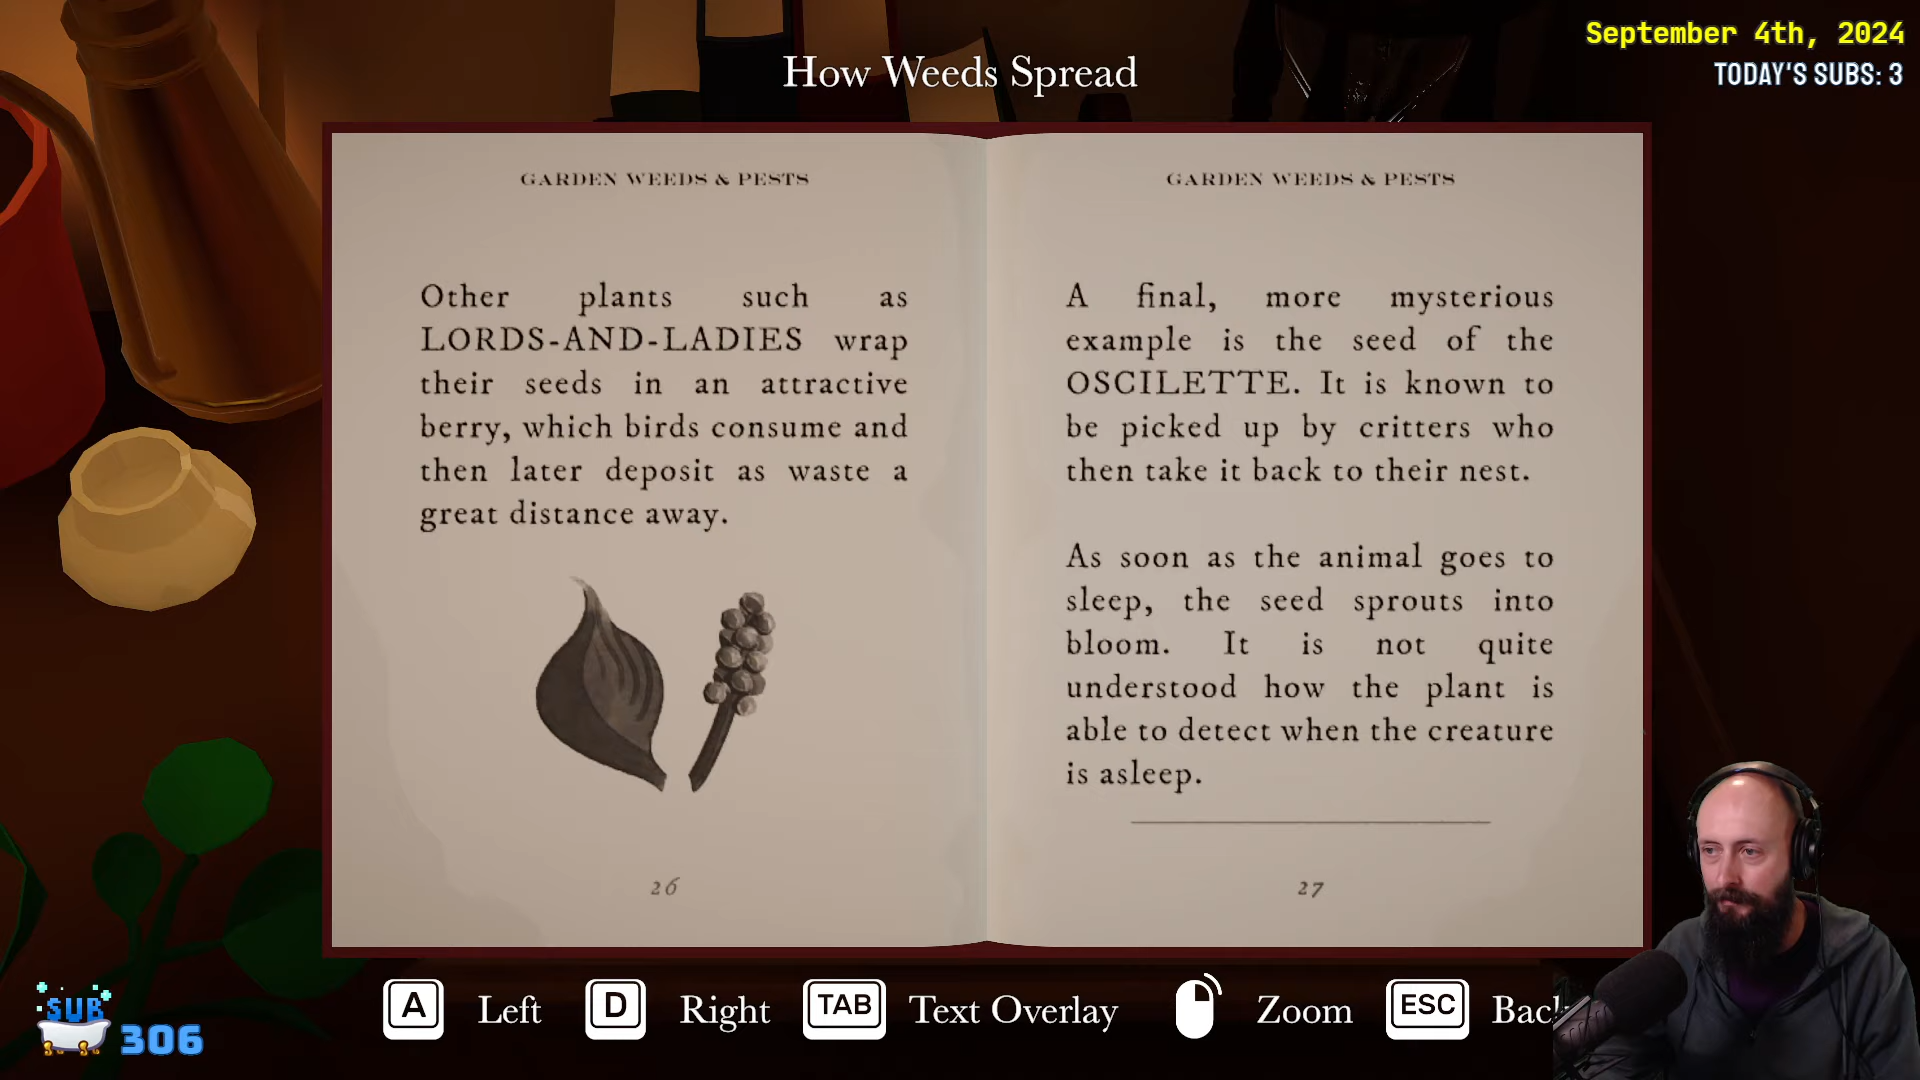 September 4th, 2024
TODAY'S SUBS: 3
How Weeds Spread
GARDEN WEEDS & PESTS
Other plants such as
LORDS-AND-LADIES wrap
their seeds in an attractive
berry, which birds consume and
then later deposit as waste a
great distance away.
26
GARDEN WEEDS & PESTS
A final, more mysterious
example is the seed of the
OSCILETTE. It is known to
be picked up by critters who
then take it back to their nest.
As soon as the animal goes to
sleep, the seed sprouts into
bloom. It is not quite
understood how the plant is
able to detect when the creature
is asleep.
27
SUB
306
A Left D Right TAB Text Overlay Zoom ESC Back